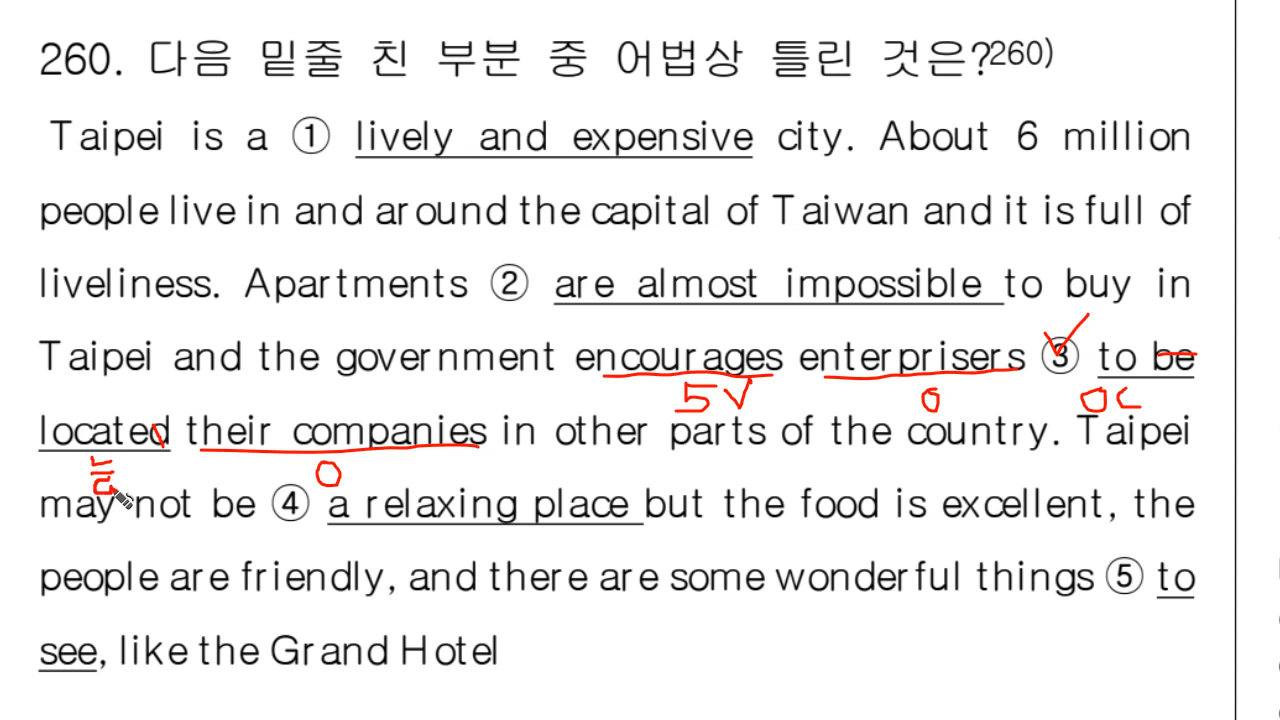 260. 다음 밑줄 친 부분 중 어법상 틀린 것은?260)
Taipei is a ① lively and expensive city. About 6 million
people live in and around the capital of Taiwan and it is full of
liveliness. Apartments ② are almost impossible to buy in
Taipei and the government encourages enterprisers ③ to be
5 √ O OC
located their companies in other parts of the country. Taipei
O
may not be ④ a relaxing place but the food is excellent, the
people are friendly, and there are some wonderful things ⑤ to
see, like the Grand Hotel